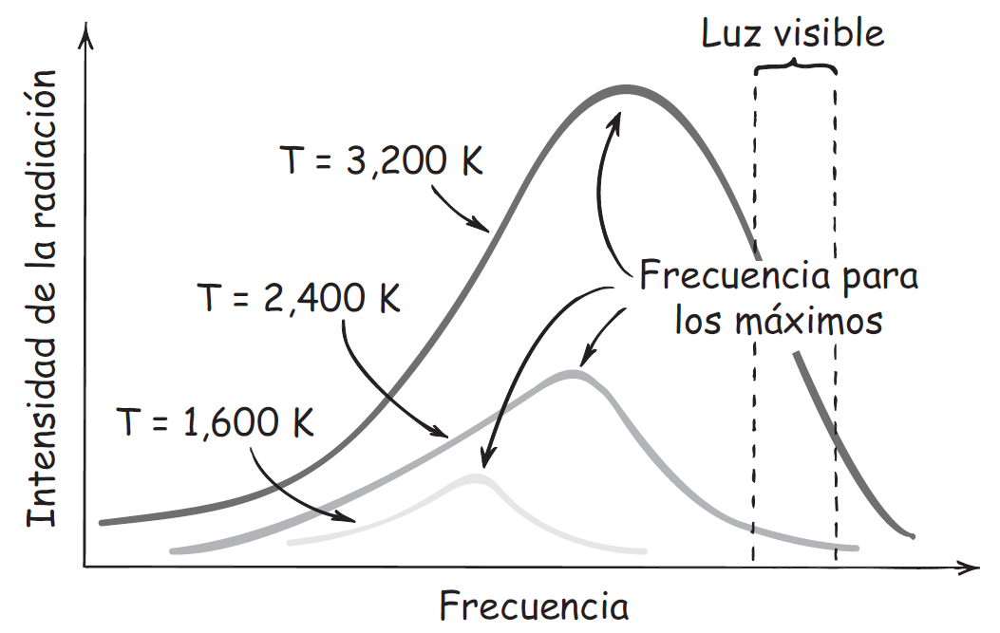 Luz visible
T = 3,200 K
Frecuencia para
los máximos
T = 2,400 K
T = 1,600 K
Intensidad de la radiación
Frecuencia